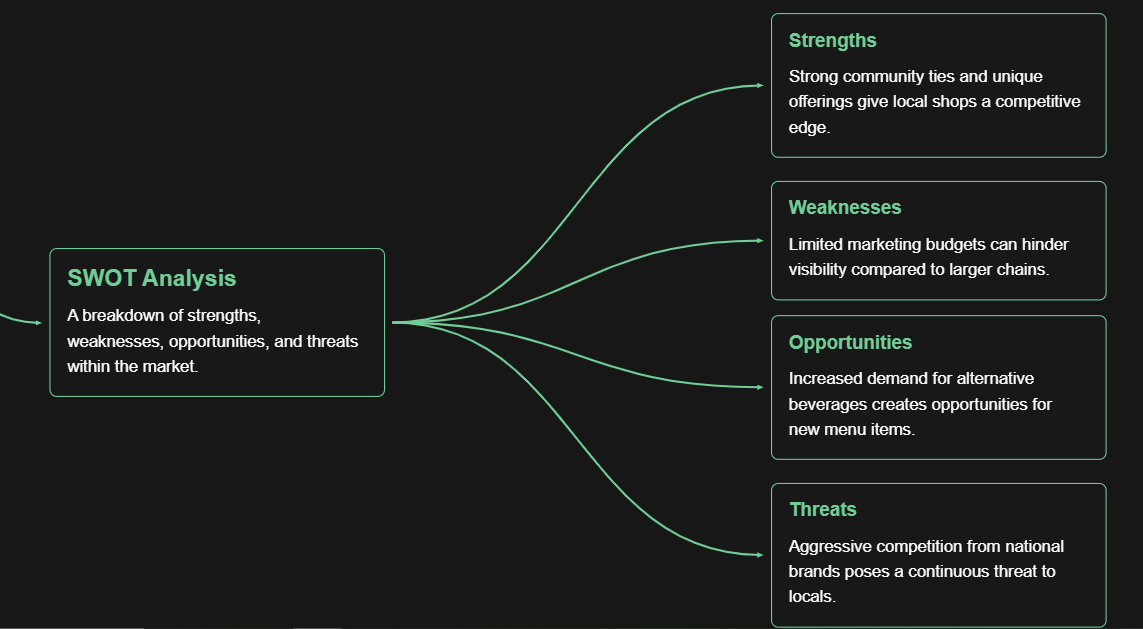 SWOT Analysis
A breakdown of strengths,
weaknesses, opportunities, and threats
within the market.
Strengths
Strong community ties and unique
offerings give local shops a competitive
edge.
Weaknesses
Limited marketing budgets can hinder
visibility compared to larger chains.
Opportunities
Increased demand for alternative
beverages creates opportunities for
new menu items.
Threats
Aggressive competition from national
brands poses a continuous threat to
locals.